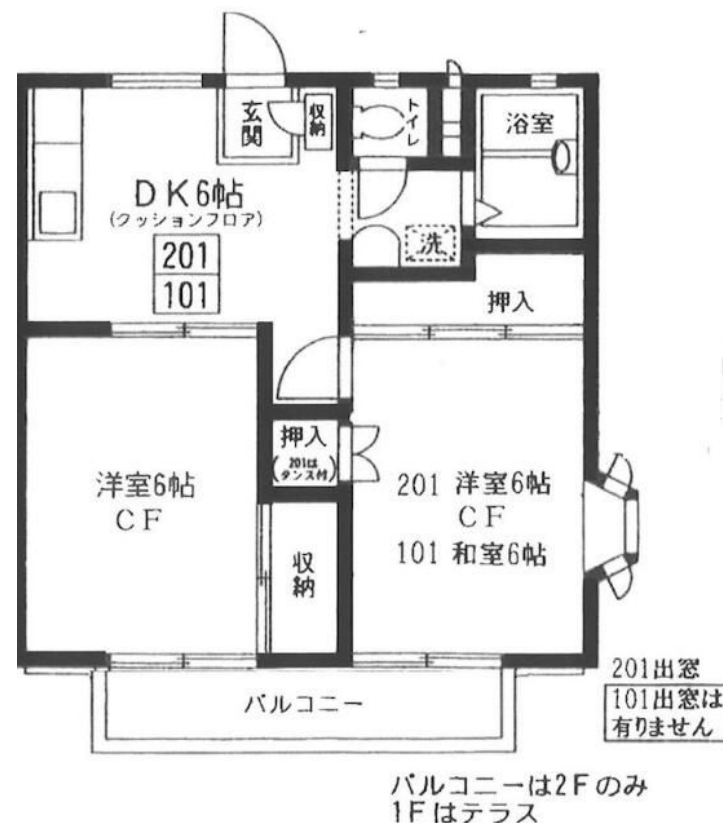 玄関
収納
トイレ
浴室
DK6帖
(クッションフロア)
201
101
洗
押入
押入
(201は
タンス付)
洋室6帖
CF
収納
201 洋室6帖
CF
101 和室6帖
バルコニー
201出窓
101出窓は
有りません
バルコニーは2Fのみ
1Fはテラス